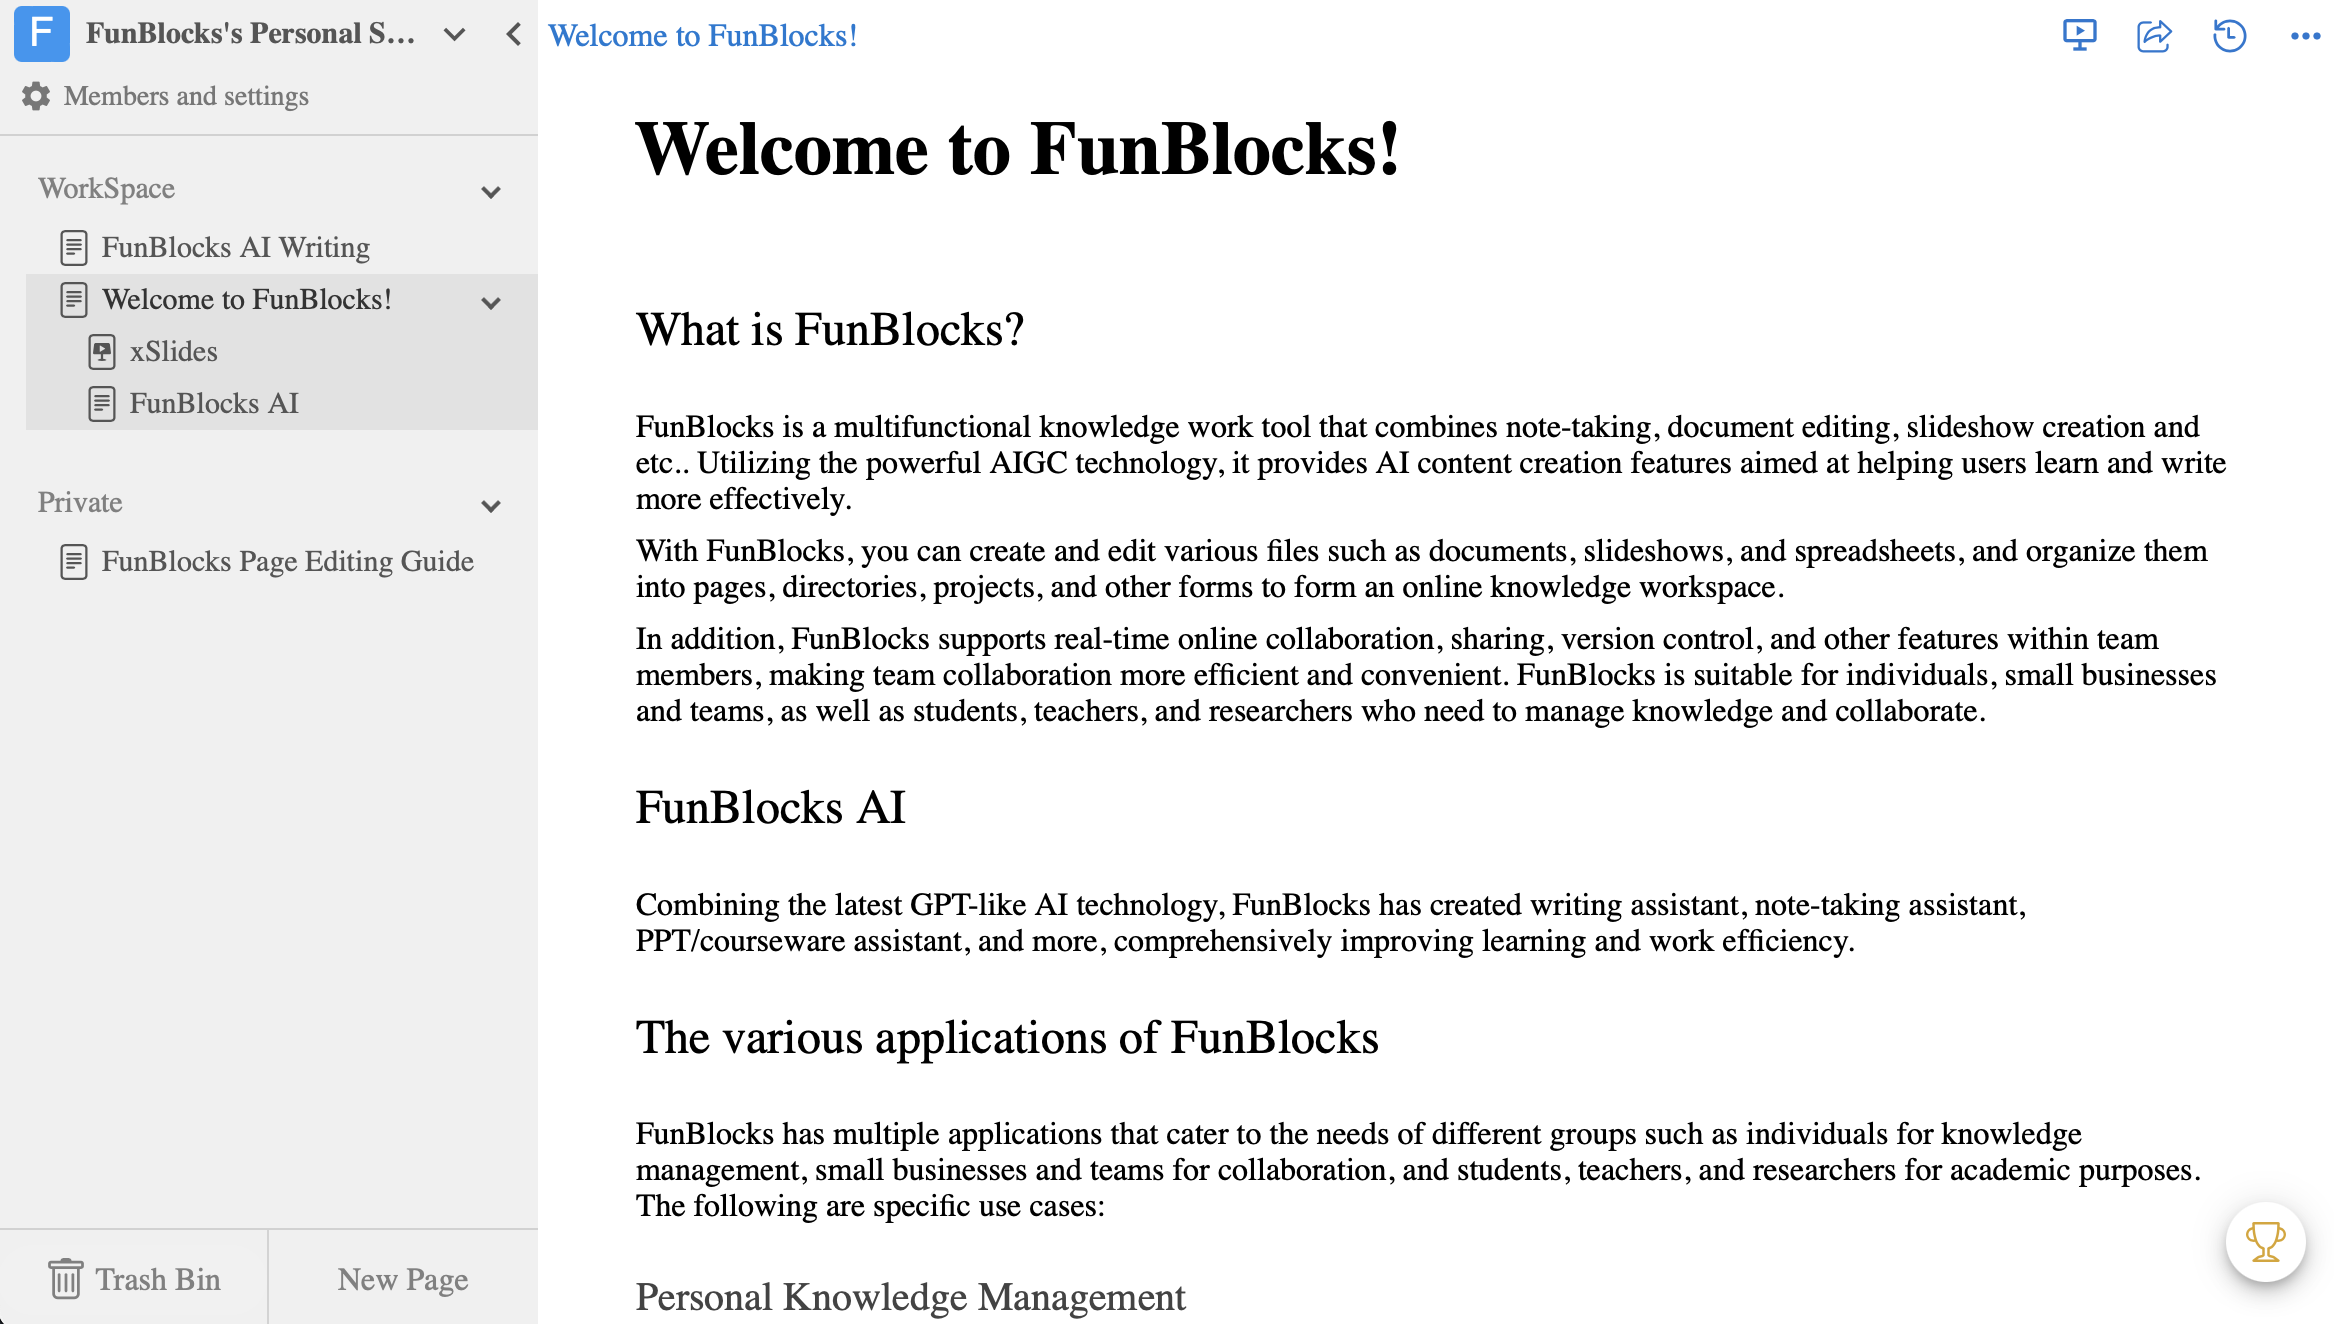 F
FunBlocks's Personal S...
Members and settings
WorkSpace
FunBlocks AI Writing
Welcome to FunBlocks!
xSlides
FunBlocks AI
Private
FunBlocks Page Editing Guide
Trash Bin
New Page
Welcome to FunBlocks!
Welcome to FunBlocks!
What is FunBlocks?
FunBlocks is a multifunctional knowledge work tool that combines note-taking, document editing, slideshow creation and
etc.. Utilizing the powerful AIGC technology, it provides AI content creation features aimed at helping users learn and write
more effectively.
With FunBlocks, you can create and edit various files such as documents, slideshows, and spreadsheets, and organize them
into pages, directories, projects, and other forms to form an online knowledge workspace.
In addition, FunBlocks supports real-time online collaboration, sharing, version control, and other features within team
members, making team collaboration more efficient and convenient. FunBlocks is suitable for individuals, small businesses
and teams, as well as students, teachers, and researchers who need to manage knowledge and collaborate.
FunBlocks AI
Combining the latest GPT-like AI technology, FunBlocks has created writing assistant, note-taking assistant,
PPT/courseware assistant, and more, comprehensively improving learning and work efficiency.
The various applications of FunBlocks
FunBlocks has multiple applications that cater to the needs of different groups such as individuals for knowledge
management, small businesses and teams for collaboration, and students, teachers, and researchers for academic purposes.
The following are specific use cases:
Personal Knowledge Management